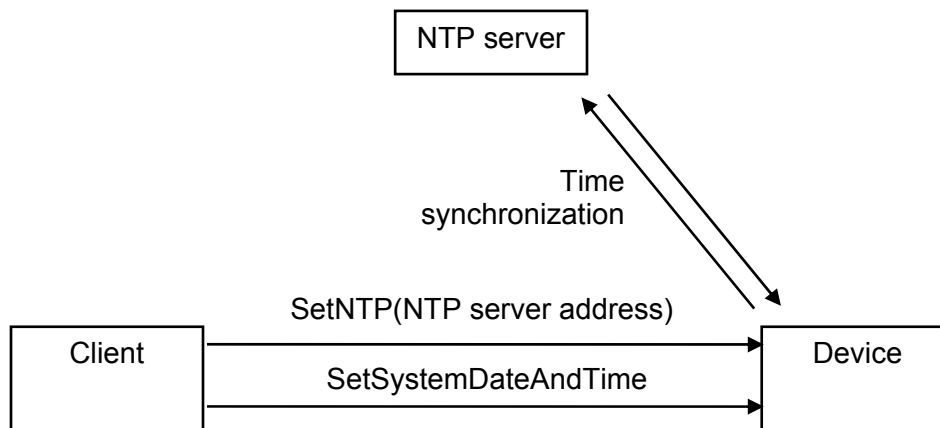 NTP server
Time
synchronization
SetNTP(NTP server address)
Client
Device
SetSystemDateAndTime